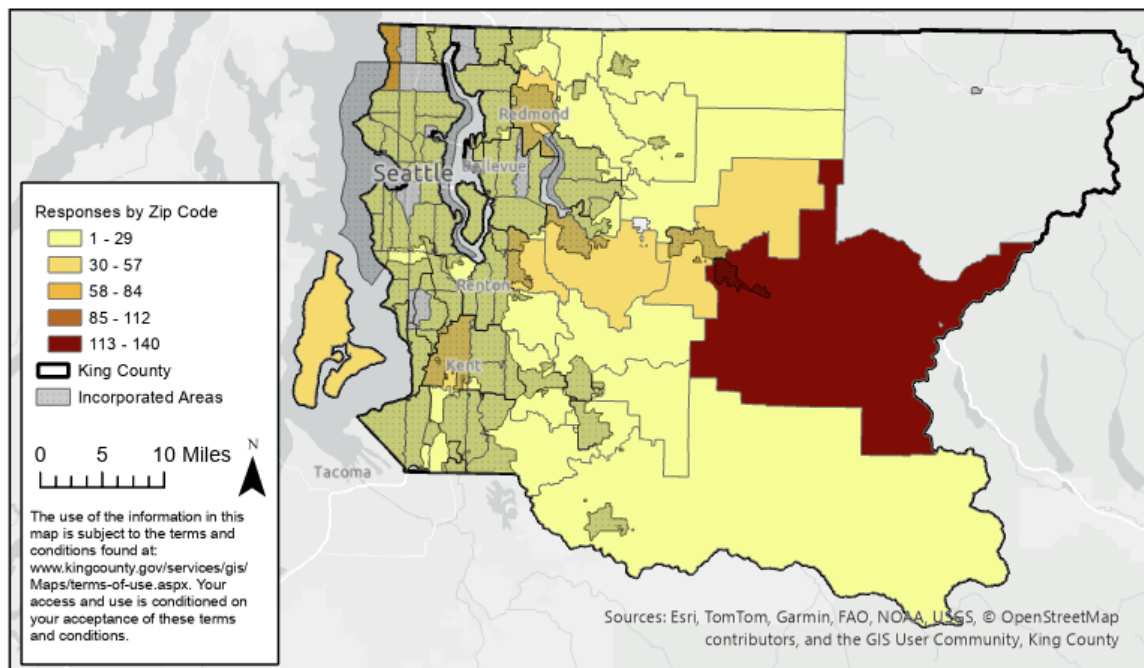 Redmond
Bellevue
Seattle
Renton
Kent
Tacoma
Responses by Zip Code
1 - 29
30 - 57
58 - 84
85 - 112
113 - 140
King County
Incorporated Areas
0 5 10 Miles
N
The use of the information in this
map is subject to the terms and
conditions found at:
www.kingcounty.gov/services/gis/
Maps/terms-of-use.aspx. Your
access and use is conditioned on
your acceptance of these terms
and conditions.
Sources: Esri, TomTom, Garmin, FAO, NOAA, USGS, © OpenStreetMap
contributors, and the GIS User Community, King County